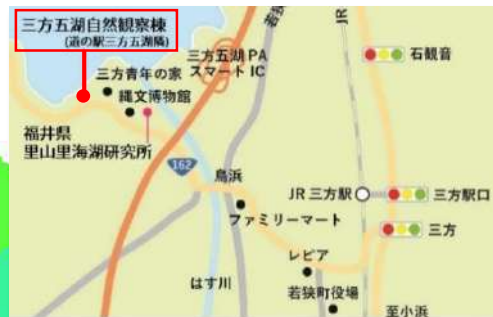 三方五湖自然観察棟
(道の駅三方五湖隣)
三方五湖PA
スマートIC
若狭
JR
石観音
三方青年の家
縄文博物館
福井県
里山里海湖研究所
162
鳥浜
JR三方駅
三方駅口
ファミリーマート
三方
レピア
はす川
若狭町役場
至小浜